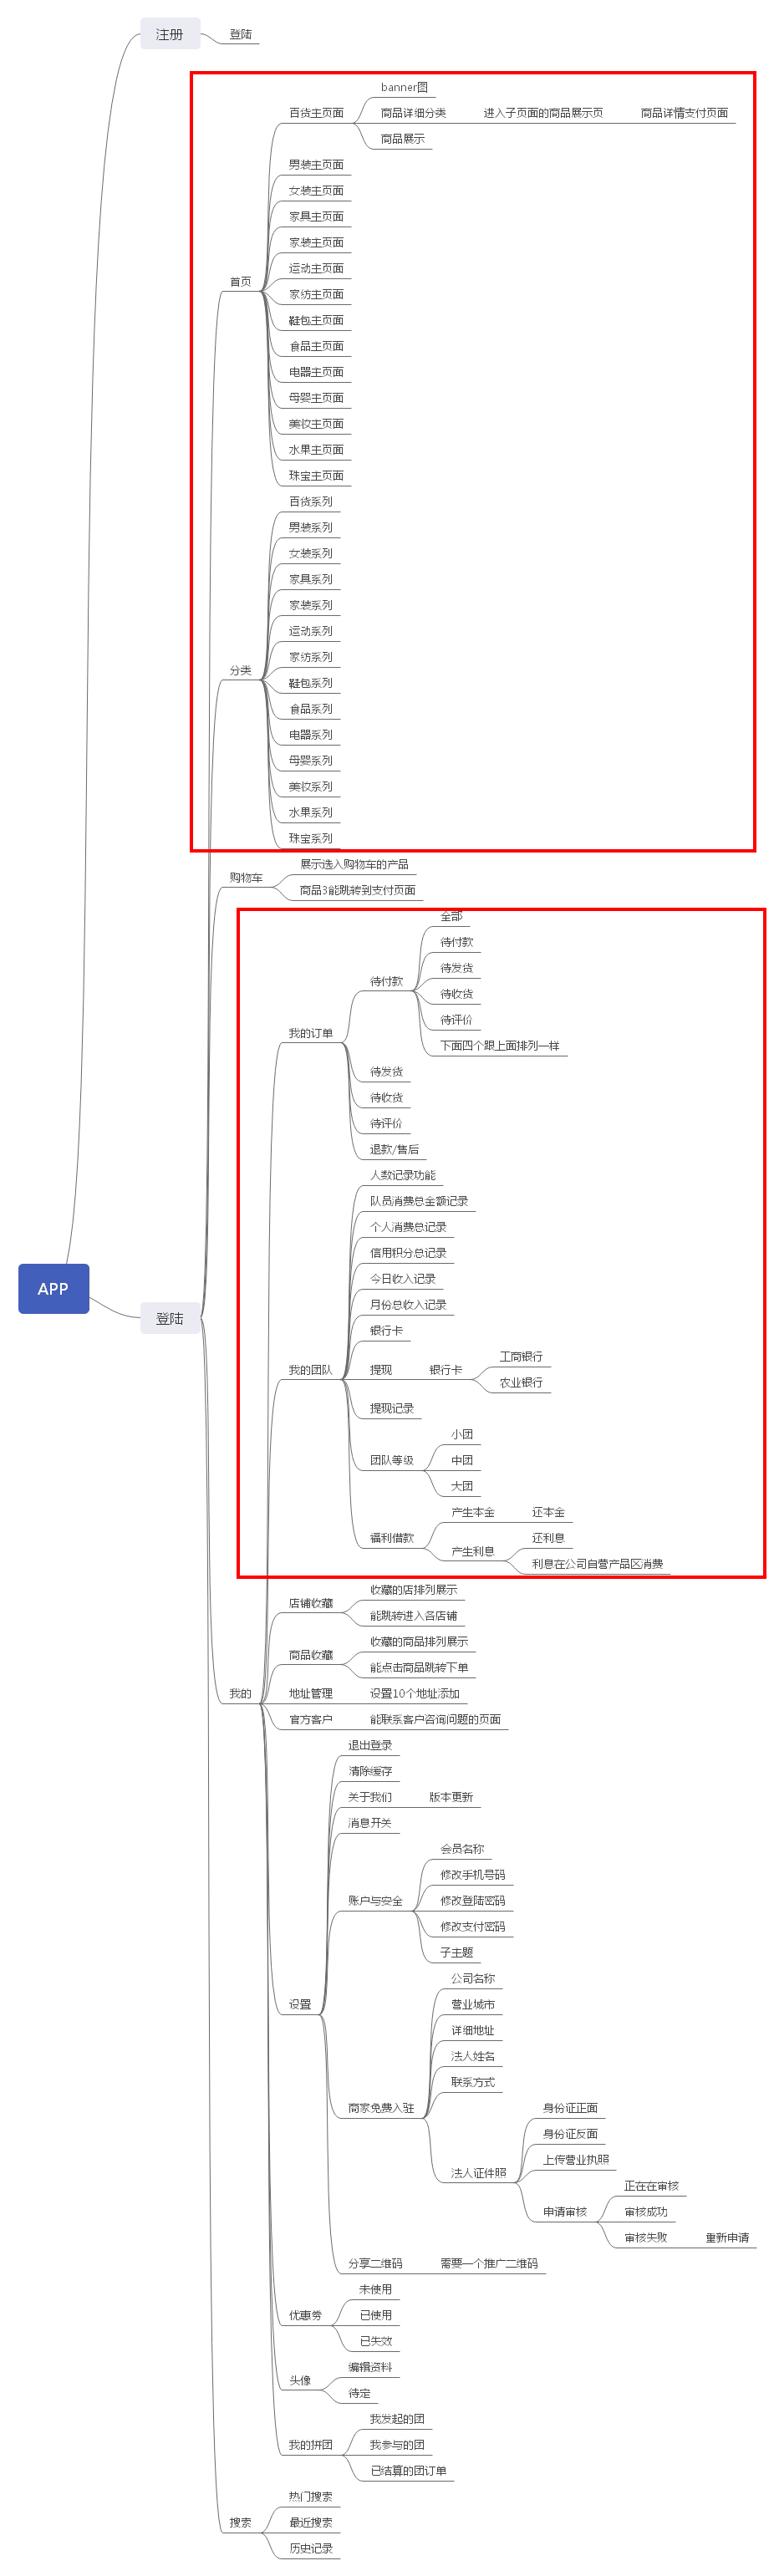 注册
登陆
banner图
百货主页面
商品详细分类
进入子页面的商品展示页
商品详情支付页面
商品展示
男装主页面
女装主页面
家具主页面
家装主页面
运动主页面
首页
家纺主页面
鞋包主页面
食品主页面
电器主页面
母婴主页面
美妆主页面
水果主页面
珠宝主页面
百货系列
男装系列
女装系列
家具系列
家装系列
运动系列
家纺系列
分类
鞋包系列
食品系列
电器系列
母婴系列
美妆系列
水果系列
珠宝系列
购物车
展示选入购物车的产品
商品3能跳转到支付页面
全部
待付款
待发货
待付款
待收货
待评价
我的订单
下面四个跟上面排列一样
待发货
待收货
待评价
退款/售后
人数记录功能
队员消费总金额记录
个人消费总记录
信用积分总记录
今日收入记录
APP
月份总收入记录
登陆
银行卡
我的团队
提现
银行卡
工商银行
农业银行
提现记录
团队等级
小团
中团
大团
福利借款
产生本金
还本金
产生利息
还利息
利息在公司自营产品区消费
店铺收藏
收藏的店排列展示
能跳转进入各店铺
商品收藏
收藏的商品排列展示
能点击商品跳转下单
我的
地址管理
设置10个地址添加
官方客户
能联系客户咨询问题的页面
退出登录
清除缓存
关于我们
版本更新
消息开关
会员名称
修改手机号码
账户与安全
修改登陆密码
修改支付密码
子主题
公司名称
设置
营业城市
详细地址
法人姓名
联系方式
商家免费入驻
身份证正面
身份证反面
上传营业执照
法人证件照
正在在审核
申请审核
审核成功
审核失败
重新申请
分享二维码
需要一个推广二维码
未使用
优惠劵
已使用
已失效
头像
编辑资料
待定
我发起的团
我的拼团
我参与的团
已结算的团订单
热门搜索
搜索
最近搜索
历史记录